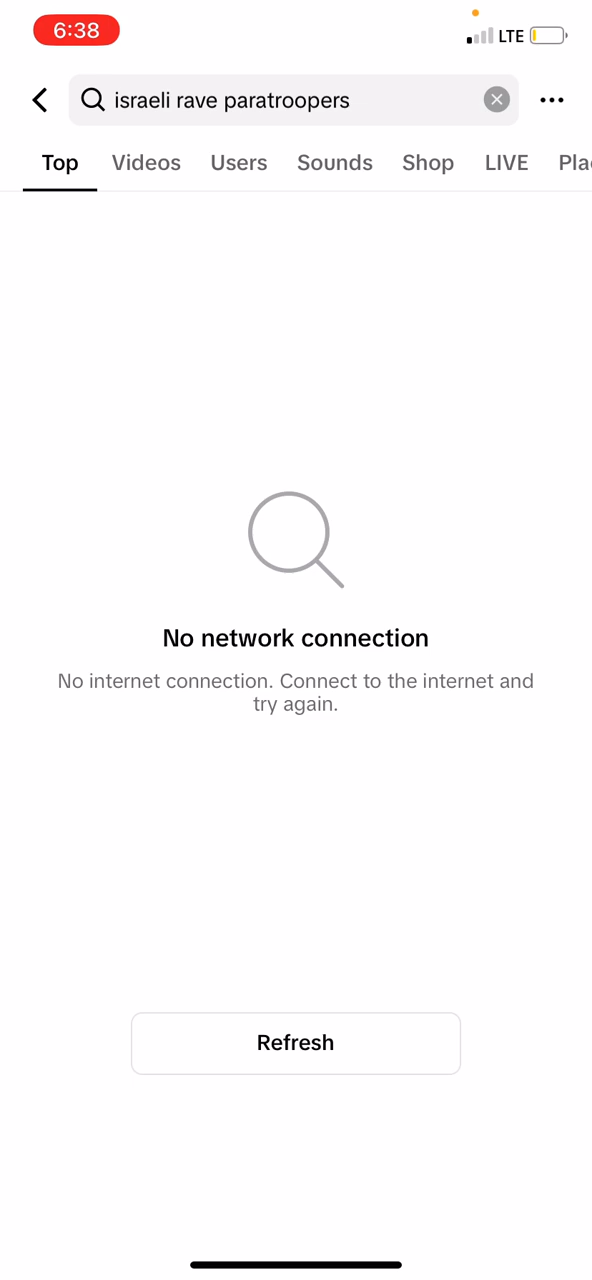 6:38
LTE
israeli rave paratroopers
Top Videos Users Sounds Shop LIVE Pla
No network connection
No internet connection. Connect to the internet and
try again.
Refresh